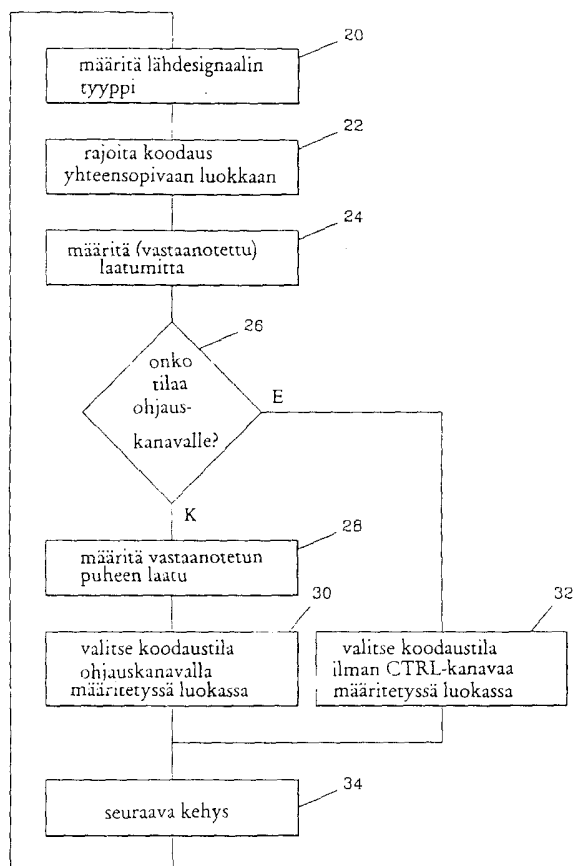 20
määritä lähdesignaalin
tyyppi
22
rajoita koodaus
yhteensopivaan luokkaan
24
määritä (vastaanotettu)
laatumitta
26
onko
tilaa
ohjaus-
kanavalle?
E
K
28
määritä vastaanotetun
puheen laatu
30
valitse koodaustila
ohjauskanavalla
määritetyssä luokassa
32
valitse koodaustila
ilman CTRL-kanavaa
määritetyssä luokassa
34
seuraava kehys